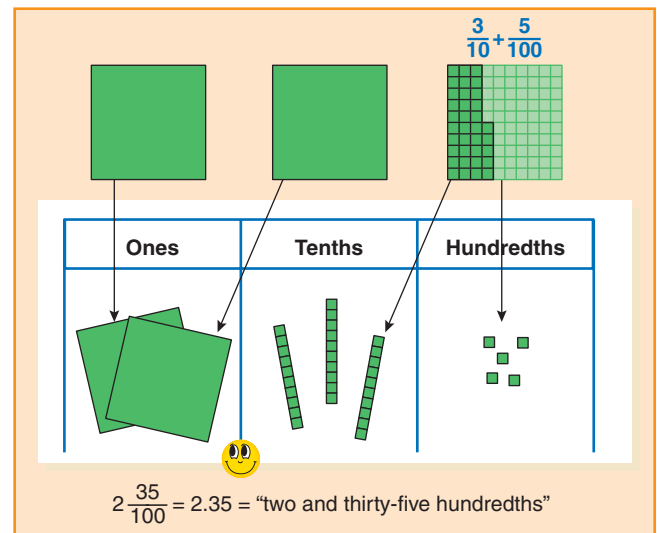 3/10 + 5/100
Ones Tenths Hundredths
2 35/100 = 2.35 = “two and thirty-five hundredths”